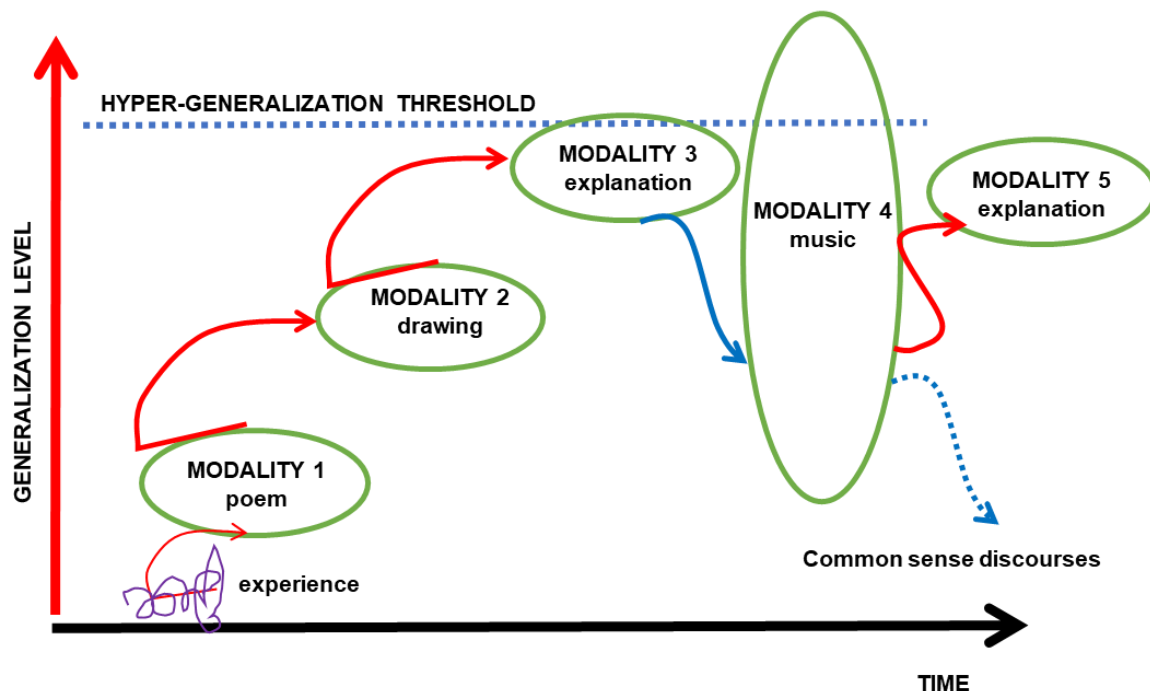 HYPER-GENERALIZATION THRESHOLD
MODALITY 3
explanation
MODALITY 5
explanation
MODALITY 4
music
MODALITY 2
drawing
GENERALIZATION LEVEL
MODALITY 1
poem
experience
Common sense discourses
TIME